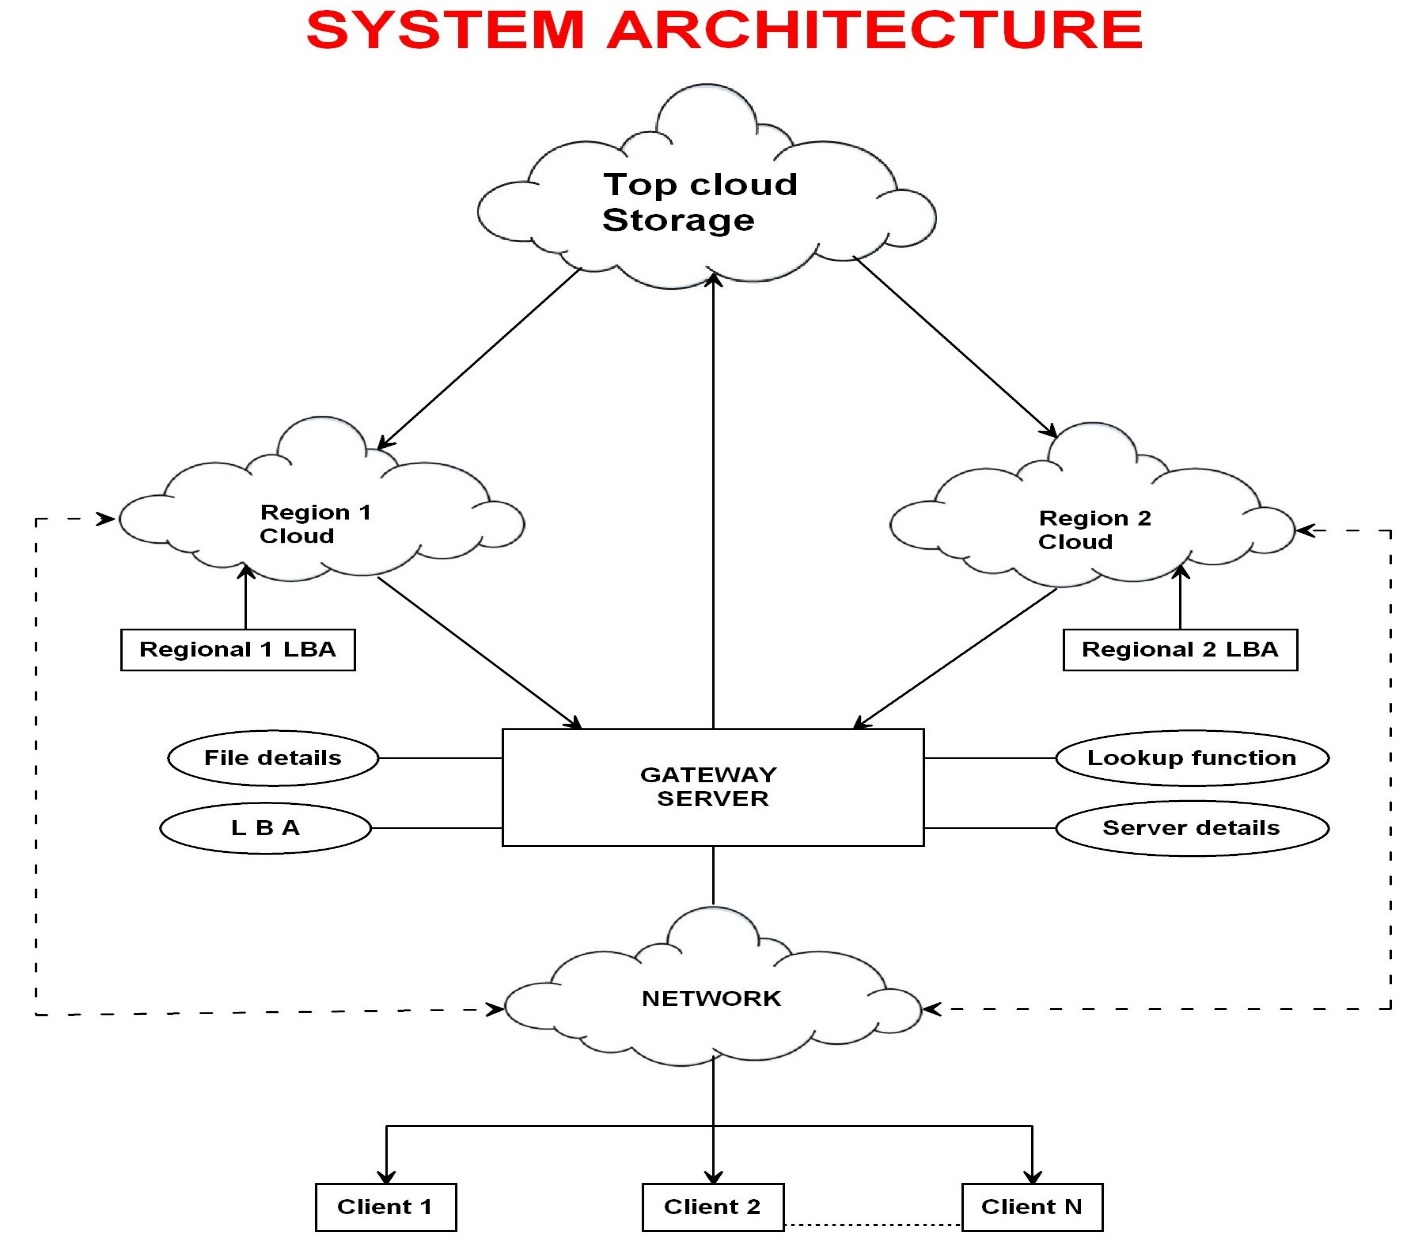 SYSTEM ARCHITECTURE
Top cloud
Storage
Region 1
Cloud
Region 2
Cloud
Regional 1 LBA
Regional 2 LBA
File details
Lookup function
GATEWAY
SERVER
L B A
Server details
NETWORK
Client 1
Client 2
Client N